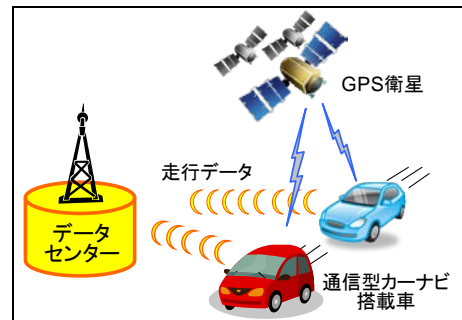 GPS衛星
走行データ
データ
センター
通信型カーナビ
搭載車